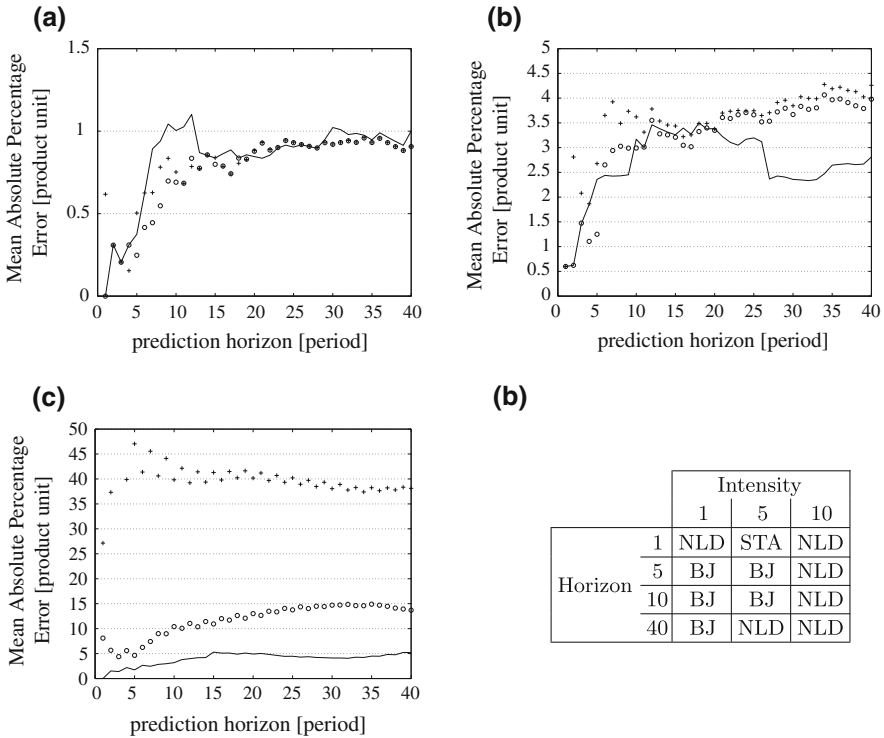 (a)
Mean Absolute Percentage
Error [product unit]
1.5
1
0.5
0
0 5 10 15 20 25 30 35 40
prediction horizon [period]
(b)
Mean Absolute Percentage
Error [product unit]
5
4.5
4
3.5
3
2.5
2
1.5
1
0.5
0
0 5 10 15 20 25 30 35 40
prediction horizon [period]
(c)
Mean Absolute Percentage
Error [product unit]
50
45
40
35
30
25
20
15
10
5
0
0 5 10 15 20 25 30 35 40
prediction horizon [period]
(b)
Intensity
1 5 10
Horizon
1 NLD STA NLD
5 BJ BJ NLD
10 BJ BJ NLD
40 BJ NLD NLD